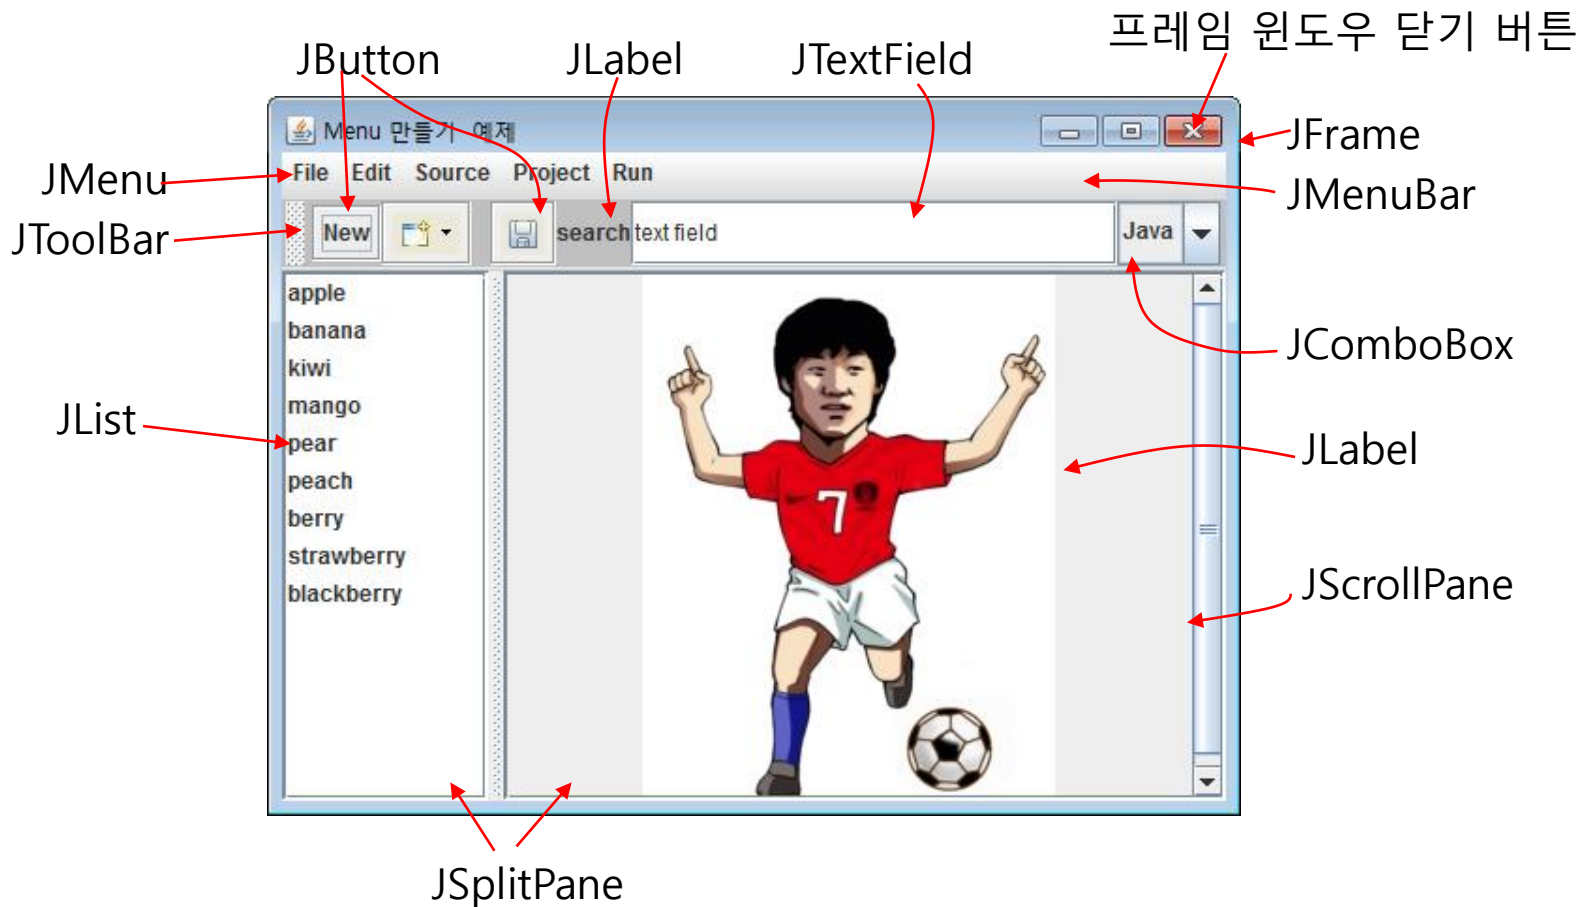 프레임 윈도우 닫기 버튼
JButton
JLabel
JTextField
Menu 만들기 예제
JFrame
JMenu
File Edit Source Project Run
JMenuBar
JToolBar
New
search
text field
Java
apple
banana
kiwi
JComboBox
mango
JList
pear
JLabel
peach
7
berry
strawberry
blackberry
JScrollPane
JSplitPane